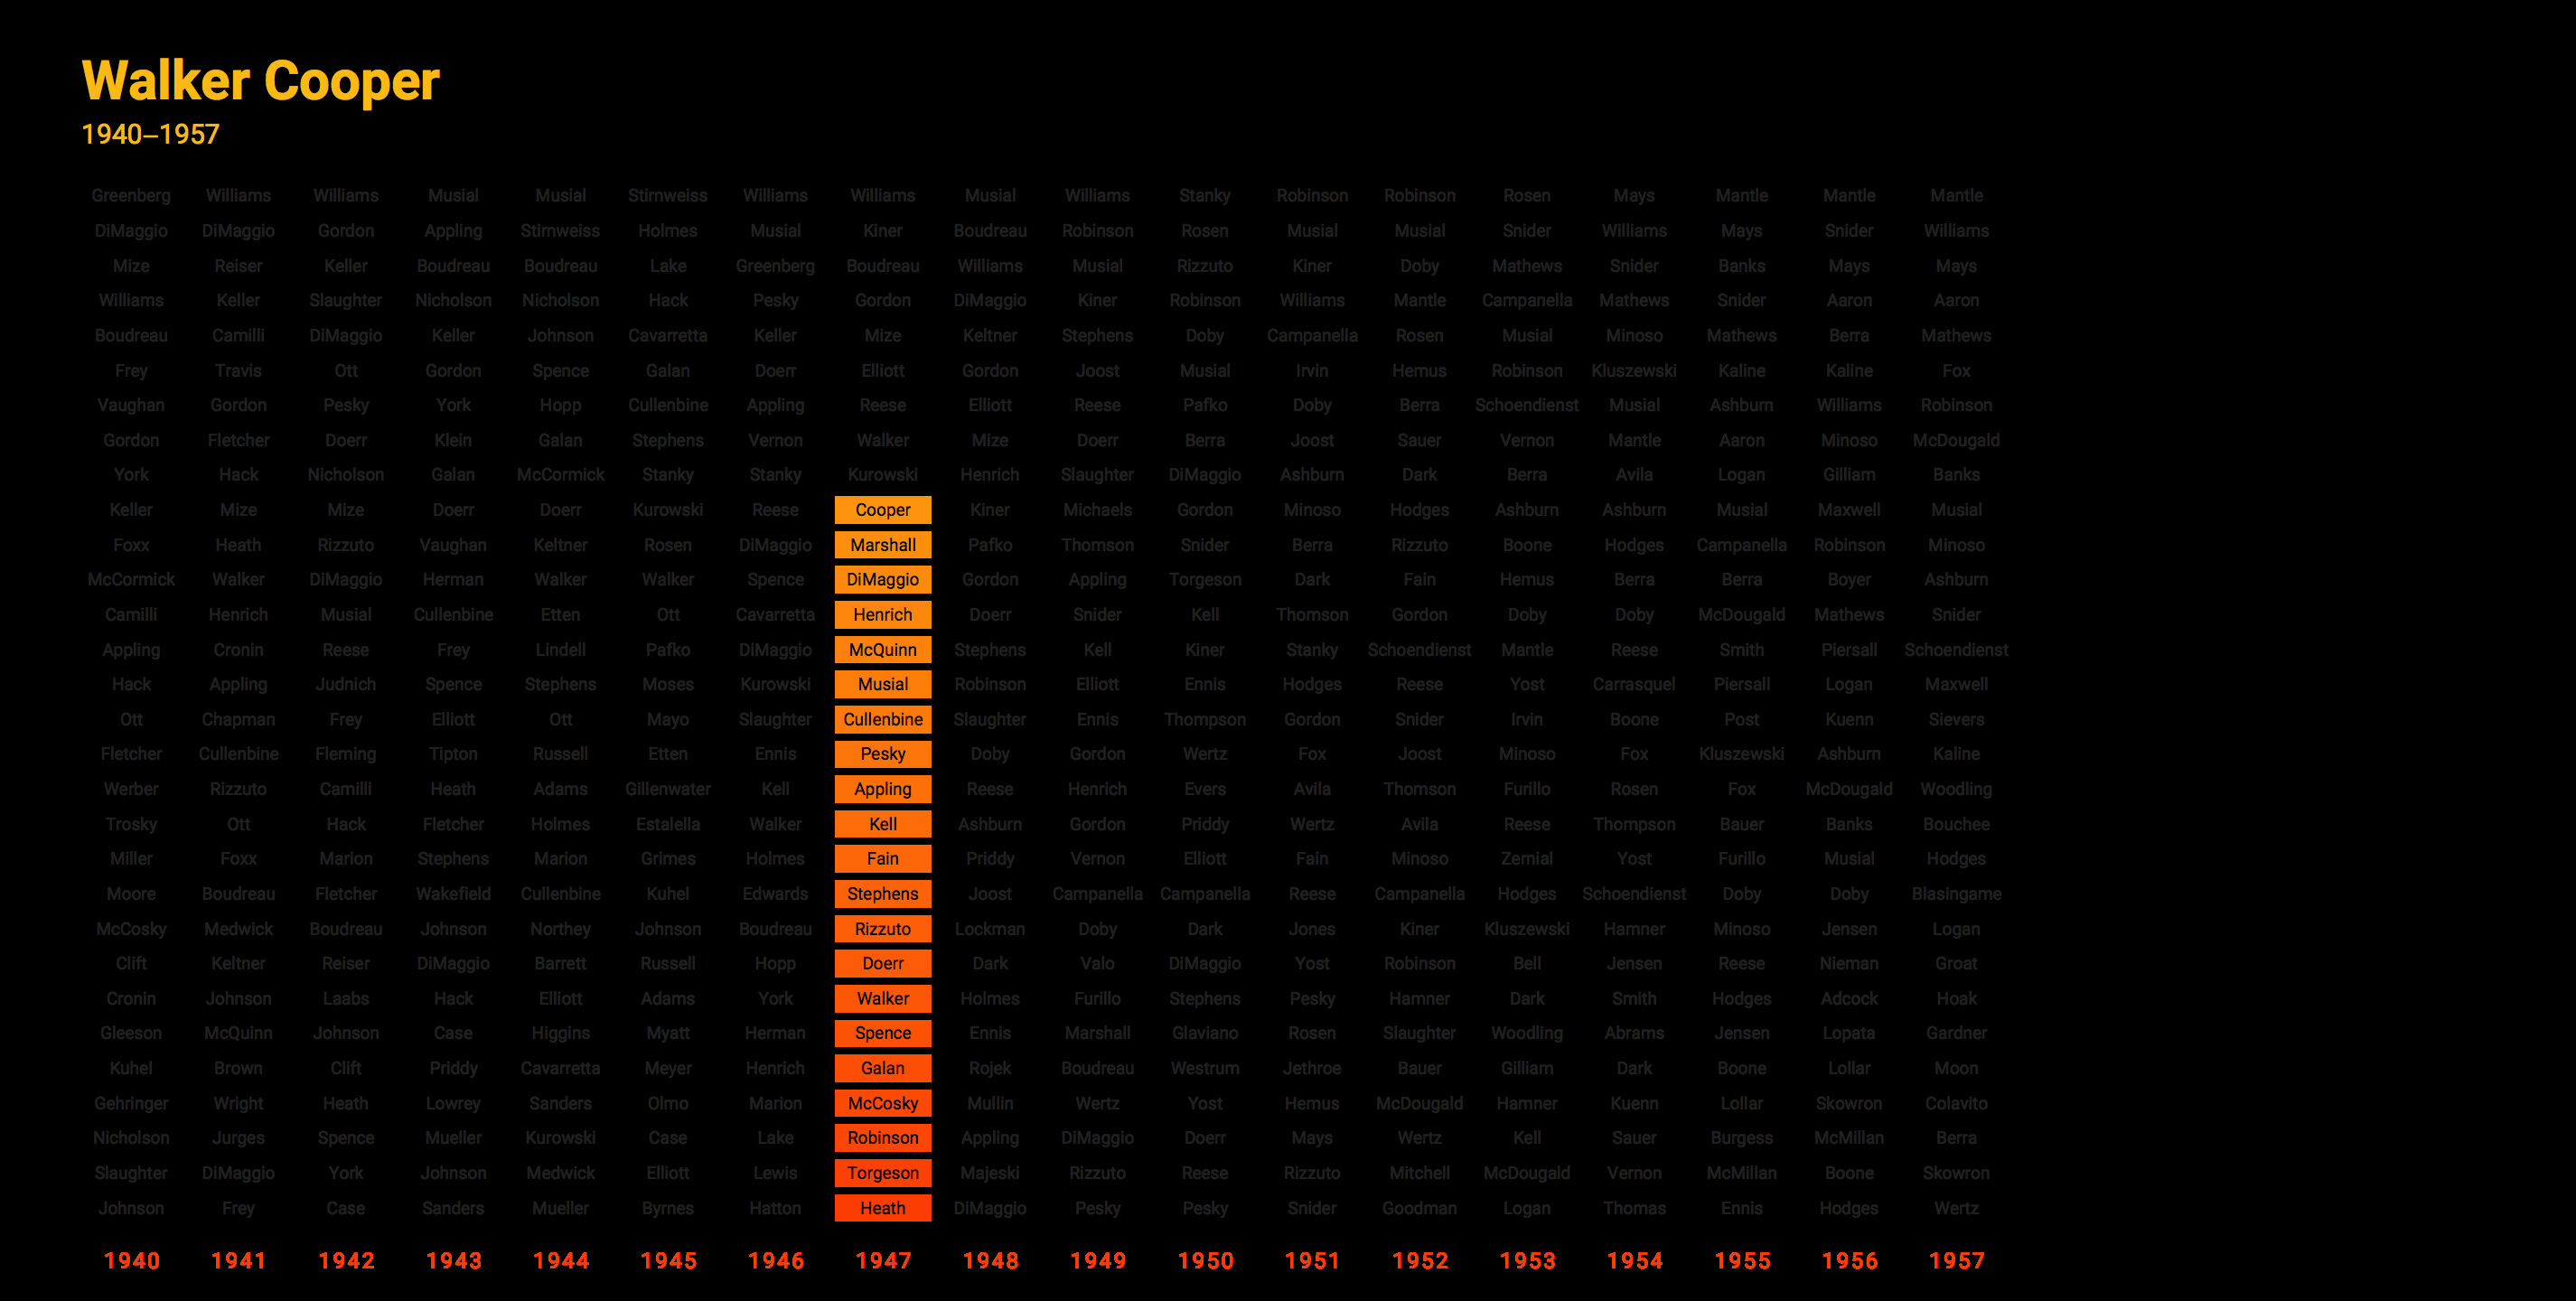 Walker Cooper
1940–1957
Greenberg Williams Williams Musial Musial Stirnweiss Williams Williams Musial Williams Stanky Robinson Robinson Rosen Mays Mantle Mantle Mantle
DiMaggio DiMaggio Gordon Appling Stirnweiss Holmes Musial Kiner Boudreau Robinson Rosen Musial Musial Snider Williams Mays Snider Williams
Mize Reiser Keller Boudreau Boudreau Lake Greenberg Boudreau Williams Musial Rizzuto Kiner Doby Mathews Snider Banks Mays Mays
Williams Keller Slaughter Nicholson Nicholson Hack Pesky Gordon DiMaggio Kiner Robinson Williams Mantle Campanella Mathews Snider Aaron Aaron
Boudreau Camilli DiMaggio Keller Johnson Cavarretta Keller Mize Keltner Stephens Doby Campanella Rosen Musial Minoso Mathews Berra Mathews
Frey Travis Ott Gordon Spence Galan Doerr Elliott Gordon Joost Musial Irvin Hemus Robinson Kluszewski Kaline Kaline Fox
Vaughan Gordon Pesky York Hopp Cullenbine Appling Reese Elliott Reese Pafko Doby Berra Schoendienst Musial Ashburn Williams Robinson
Gordon Fletcher Doerr Klein Galan Stephens Vernon Walker Mize Doerr Berra Joost Sauer Vernon Mantle Aaron Minoso McDougald
York Hack Nicholson Galan McCormick Stanky Stanky Kurowski Henrich Slaughter DiMaggio Ashburn Dark Berra Avila Logan Gilliam Banks
Keller Mize Mize Doerr Doerr Kurowski Reese Cooper Kiner Michaels Gordon Minoso Hodges Ashburn Ashburn Musial Maxwell Musial
Foxx Heath Rizzuto Vaughan Keltner Rosen DiMaggio Marshall Pafko Thomson Snider Berra Rizzuto Boone Hodges Campanella Robinson Minoso
McCormick Walker DiMaggio Herman Walker Walker Spence DiMaggio Gordon Appling Torgeson Dark Fain Hemus Berra Berra Boyer Ashburn
Camilli Henrich Musial Cullenbine Etten Ott Cavarretta Henrich Doerr Snider Kell Thomson Gordon Doby Doby McDougald Mathews Snider
Appling Cronin Reese Frey Lindell Pafko DiMaggio McQuinn Stephens Kell Kiner Stanky Schoendienst Mantle Reese Smith Piersall Schoendienst
Hack Appling Judnich Spence Stephens Moses Kurowski Musial Robinson Elliott Ennis Hodges Reese Yost Carrasquel Piersall Logan Maxwell
Ott Chapman Frey Elliott Ott Mayo Slaughter Cullenbine Slaughter Ennis Thompson Gordon Snider Irvin Boone Post Kuenn Sievers
Fletcher Cullenbine Fleming Tipton Russell Etten Ennis Pesky Doby Gordon Wertz Fox Joost Minoso Fox Kluszewski Ashburn Kaline
Werber Rizzuto Camilli Heath Adams Gillenwater Kell Appling Reese Henrich Evers Avila Thomson Furillo Rosen Fox McDougald Woodling
Trosky Ott Hack Fletcher Holmes Estalella Walker Kell Ashburn Gordon Priddy Wertz Avila Reese Thompson Bauer Banks Bouchee
Miller Foxx Marion Stephens Marion Grimes Holmes Fain Priddy Vernon Elliott Fain Minoso Zernial Yost Furillo Musial Hodges
Moore Boudreau Fletcher Wakefield Cullenbine Kuhel Edwards Stephens Joost Campanella Campanella Reese Campanella Hodges Schoendienst Doby Doby Blasingame
McCosky Medwick Boudreau Johnson Northey Johnson Boudreau Rizzuto Lockman Doby Dark Jones Kiner Kluszewski Hamner Minoso Jensen Logan
Clift Keltner Reiser DiMaggio Barrett Russell Hopp Doerr Dark Valo DiMaggio Yost Robinson Bell Jensen Reese Nieman Groat
Cronin Johnson Laabs Hack Elliott Adams York Walker Holmes Furillo Stephens Pesky Hamner Dark Smith Hodges Adcock Hoak
Gleeson McQuinn Johnson Case Higgins Myatt Herman Spence Ennis Marshall Glaviano Rosen Slaughter Woodling Abrams Jensen Lopata Gardner
Kuhel Brown Clift Priddy Cavarretta Meyer Henrich Galan Rojek Boudreau Westrum Jethroe Bauer Gilliam Dark Boone Lollar Moon
Gehringer Wright Heath Lowrey Sanders Olmo Marion McCosky Mullin Wertz Yost Hemus McDougald Hamner Kuenn Lollar Skowron Colavito
Nicholson Jurges Spence Mueller Kurowski Case Lake Robinson Appling DiMaggio Doerr Mays Wertz Kell Sauer Burgess McMillan Berra
Slaughter DiMaggio York Johnson Medwick Elliott Lewis Torgeson Majeski Rizzuto Reese Rizzuto Mitchell McDougald Vernon McMillan Boone Skowron
Johnson Frey Case Sanders Mueller Byrnes Hatton Heath DiMaggio Pesky Pesky Snider Goodman Logan Thomas Ennis Hodges Wertz
1940 1941 1942 1943 1944 1945 1946 1947 1948 1949 1950 1951 1952 1953 1954 1955 1956 1957